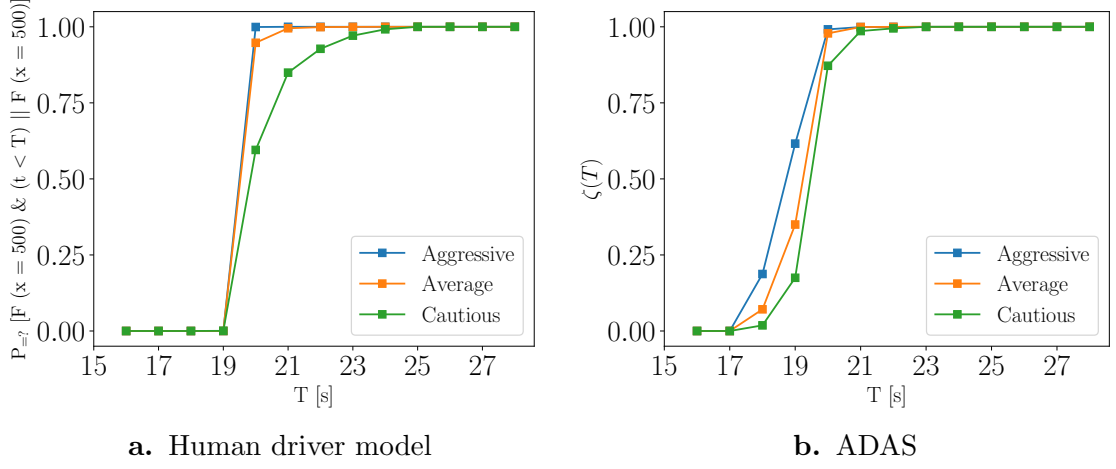 P=? [F (x = 500) & (t < T) || F (x = 500)]
1.00
0.75
0.50
0.25
0.00
15 17 19 21 23 25 27
T [s]
Aggressive
Average
Cautious
a. Human driver model
ζ(T)
1.00
0.75
0.50
0.25
0.00
15 17 19 21 23 25 27
T [s]
Aggressive
Average
Cautious
b. ADAS